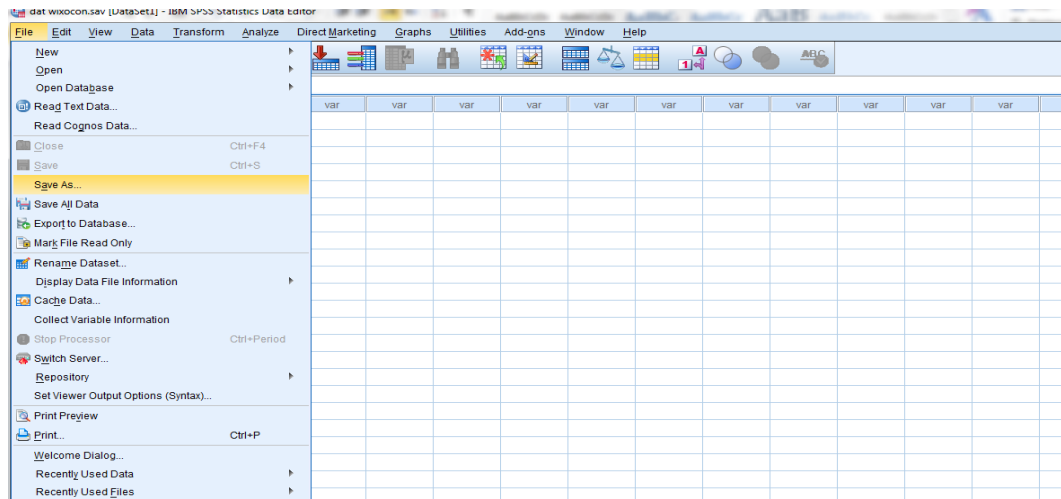 dat wixocon.sav [DataSet1] - IBM SPSS Statistics Data Editor
File Edit View Data Transform Analyze Direct Marketing Graphs Utilities Add-ons Window Help
New
Open
Open Database
Read Text Data...
Read Cognos Data...
Close Ctrl+F4
Save Ctrl+S
Save As...
Save All Data
Export to Database...
Mark File Read Only
Rename Dataset...
Display Data File Information
Cache Data...
Collect Variable Information
Stop Processor Ctrl+Period
Switch Server...
Repository
Set Viewer Output Options (Syntax)...
Print Preview
Print... Ctrl+P
Welcome Dialog...
Recently Used Data
Recently Used Files
A
1
ABC
var var var var var var var var var var var